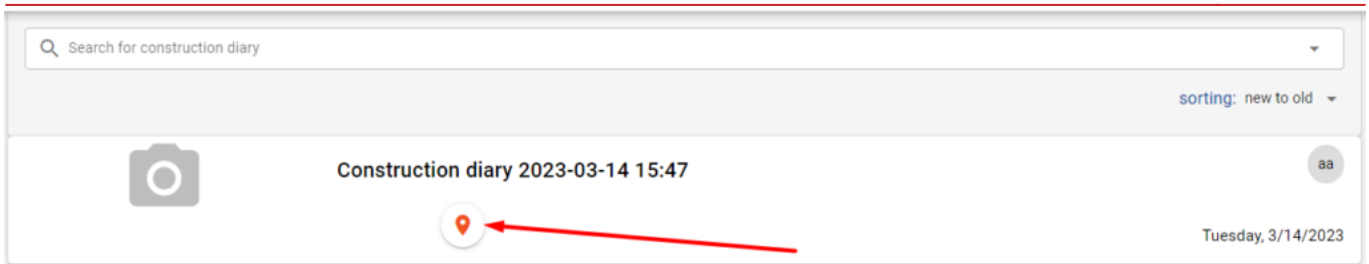 Search for construction diary
sorting: new to old
Construction diary 2023-03-14 15:47
aa
Tuesday, 3/14/2023